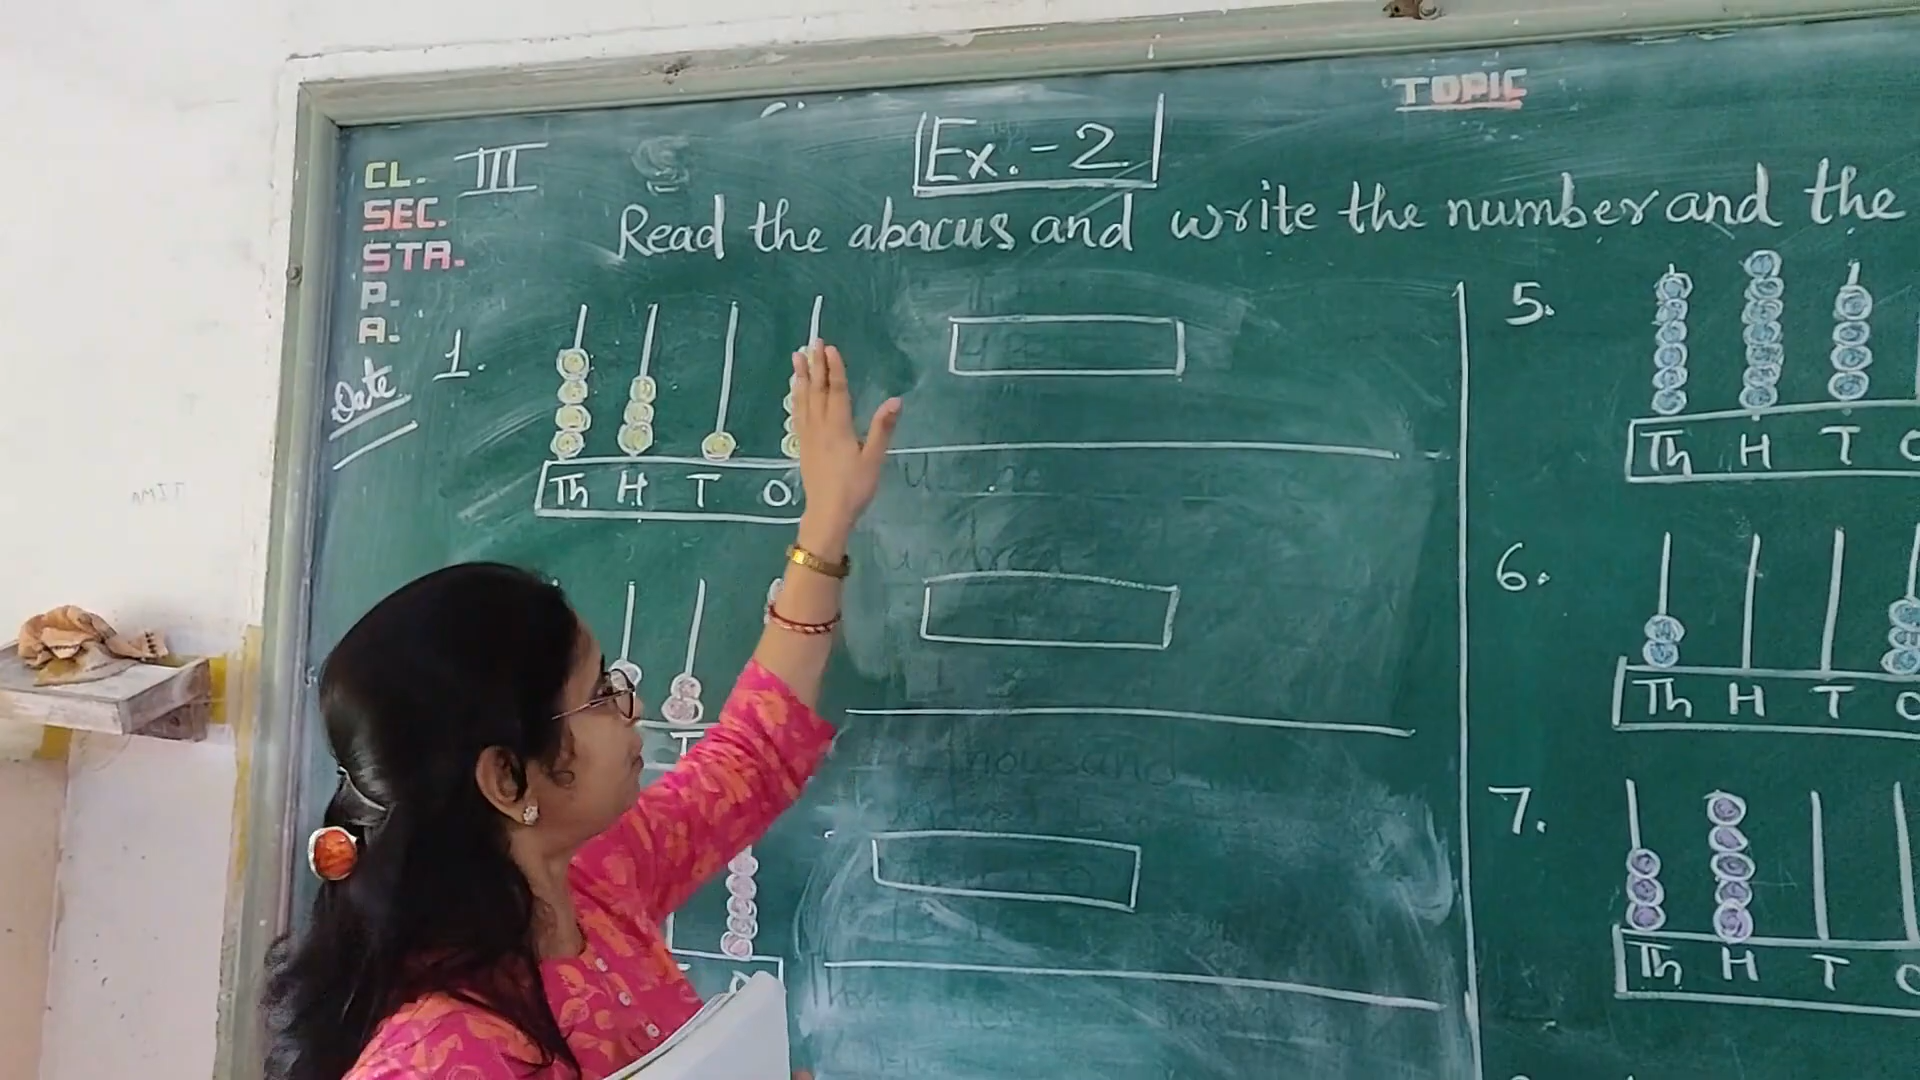 TOPIC
CL. III
SEC.
STR.
P.
A.
Date
Ex.-2
Read the abacus and write the number and the
1.
Th H T O
T
5.
Th H T
6.
Th H T
7.
Th H T